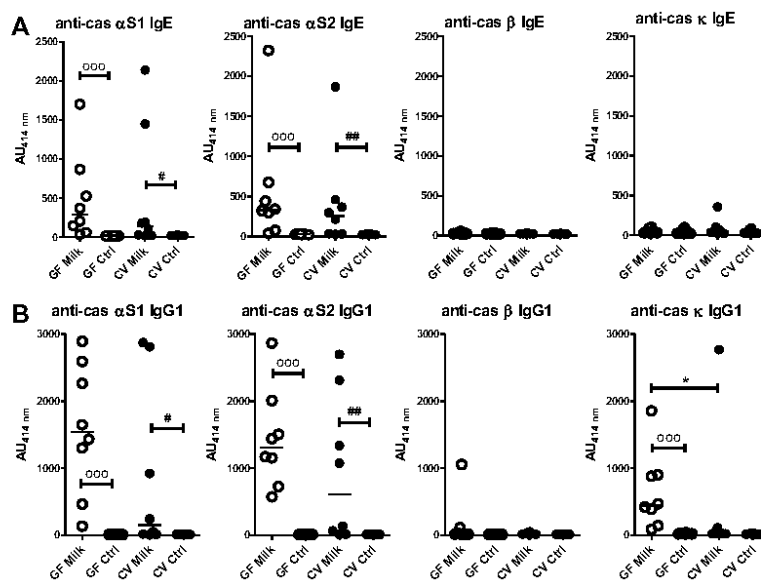 A
anti-cas αS1 IgE
anti-cas αS2 IgE
anti-cas β IgE
anti-cas κ IgE
AU414 nm
2500
2000
1500
1000
500
0
ooo
#
GF Milk
GF Ctrl
CV Milk
CV Ctrl
AU414 nm
2500
2000
1500
1000
500
0
ooo
##
GF Milk
GF Ctrl
CV Milk
CV Ctrl
AU414 nm
2500
2000
1500
1000
500
0
GF Milk
GF Ctrl
CV Milk
CV Ctrl
AU414 nm
2500
2000
1500
1000
500
0
GF Milk
GF Ctrl
CV Milk
CV Ctrl
B
anti-cas αS1 IgG1
anti-cas αS2 IgG1
anti-cas β IgG1
anti-cas κ IgG1
AU414 nm
3000
2000
1000
0
ooo
#
GF Milk
GF Ctrl
CV Milk
CV Ctrl
AU414 nm
3000
2000
1000
0
ooo
##
GF Milk
GF Ctrl
CV Milk
CV Ctrl
AU414 nm
3000
2000
1000
0
GF Milk
GF Ctrl
CV Milk
CV Ctrl
AU414 nm
3000
2000
1000
0
*
ooo
GF Milk
GF Ctrl
CV Milk
CV Ctrl